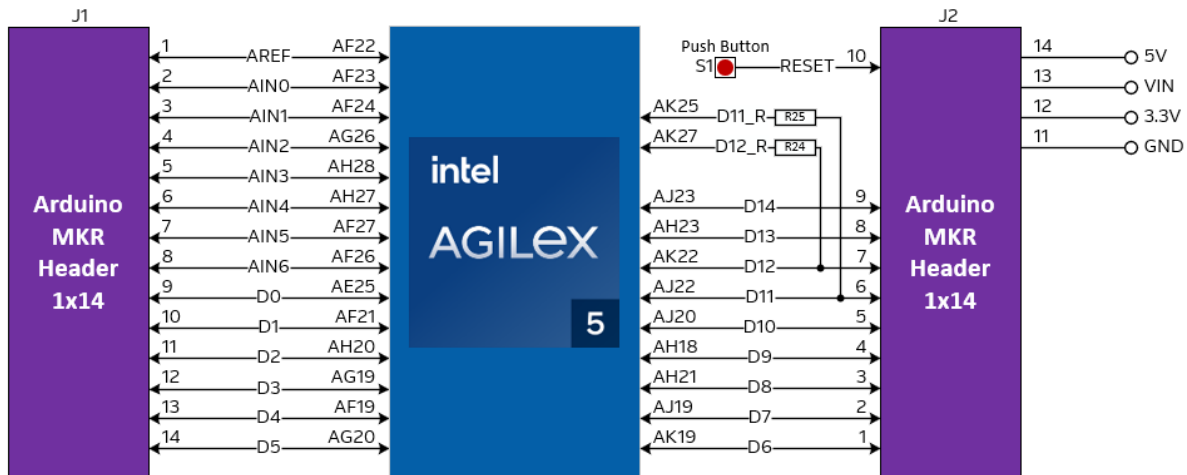 J1
J2
1 AREF AF22
2 AIN0 AF23
3 AIN1 AF24
4 AIN2 AG26
5 AIN3 AH28
6 AIN4 AH27
7 AIN5 AF27
8 AIN6 AF26
9 D0 AE25
10 D1 AF21
11 D2 AH20
12 D3 AG19
13 D4 AF19
14 D5 AG20
Arduino
MKR
Header
1x14
intel
AGILEX
5
Push Button
S1 RESET 10
AK25 D11_R R25
AK27 D12_R R24
AJ23 D14 9
AH23 D13 8
AK22 D12 7
AJ22 D11 6
AJ20 D10 5
AH18 D9 4
AH21 D8 3
AJ19 D7 2
AK19 D6 1
Arduino
MKR
Header
1x14
14 5V
13 VIN
12 3.3V
11 GND